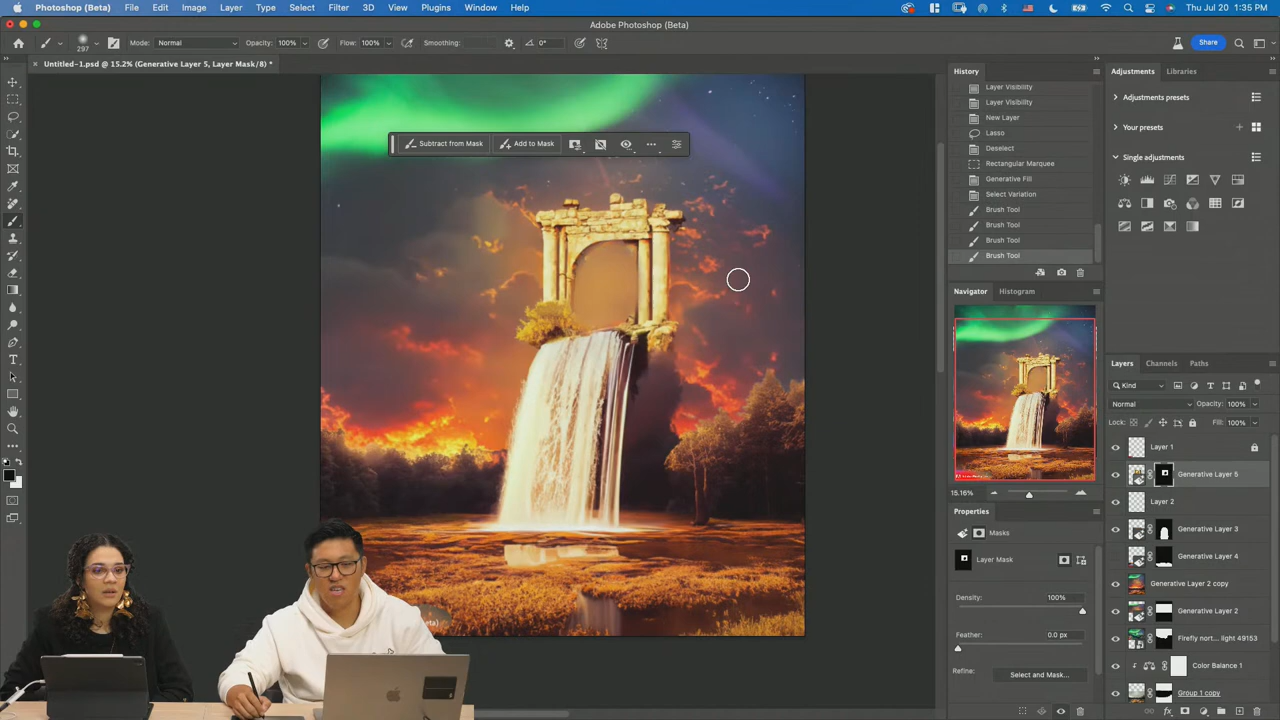 Photoshop (Beta) File Edit Image Layer Type Select Filter 3D View Plugins Window Help Thu Jul 20 1:35 PM
Adobe Photoshop (Beta)
297 Mode: Normal Opacity: 100% Flow: 100% Smoothing: 0° Share
Untitled-1.psd @ 15.2% (Generative Layer 5, Layer Mask/8) *
Subtract from Mask Add to Mask
History
Layer Visibility
Layer Visibility
New Layer
Lasso
Deselect
Rectangular Marquee
Generative Fill
Select Variation
Brush Tool
Brush Tool
Brush Tool
Brush Tool
Navigator Histogram
15.16%
Properties
Masks
Layer Mask
Density: 100%
Feather: 0.0 px
Refine: Select and Mask...
Adjustments Libraries
Adjustments presets
Your presets
Single adjustments
Layers Channels Paths
Kind
Normal Opacity: 100%
Lock: Fill: 100%
Layer 1
Generative Layer 5
Layer 2
Generative Layer 3
Generative Layer 4
Generative Layer 2 copy
Generative Layer 2
Firefly nort... light 49153
Color Balance 1
Group 1 copy